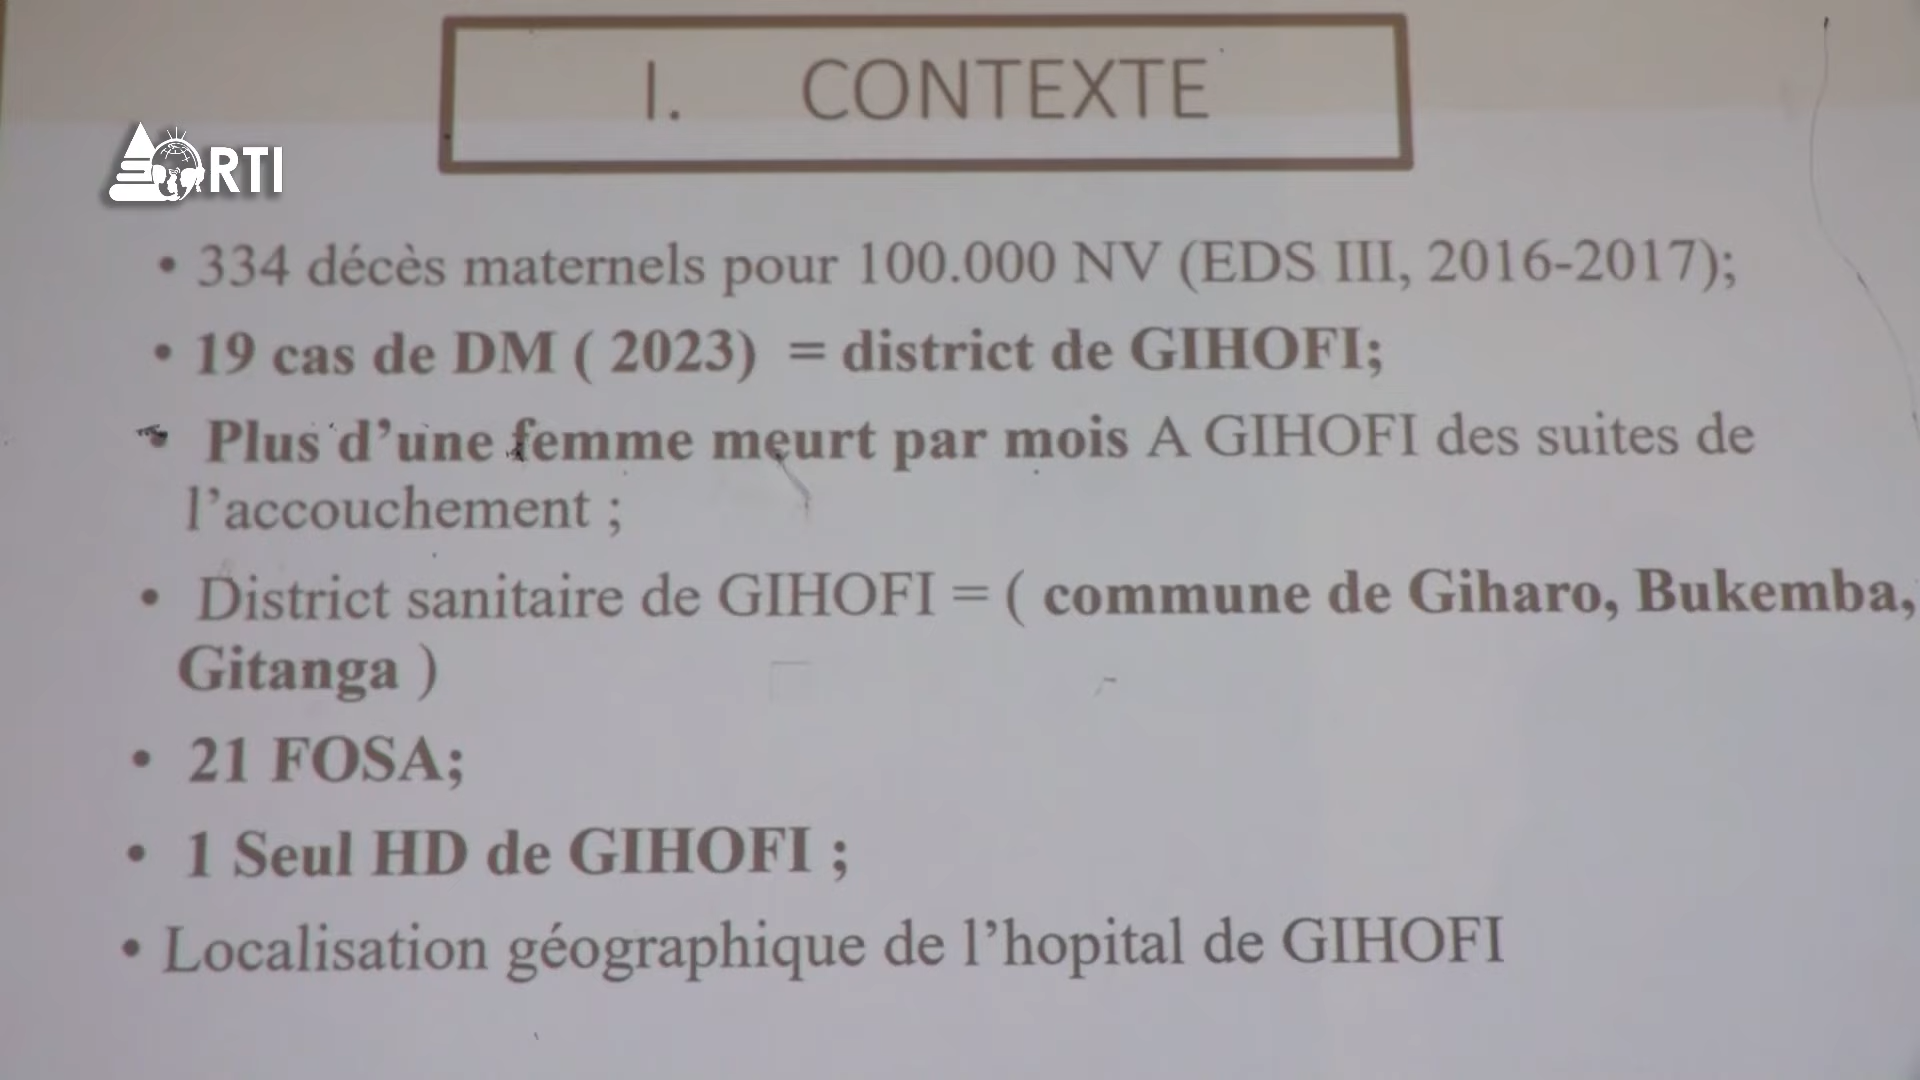 I. CONTEXTE
RTI
• 334 décès maternels pour 100.000 NV (EDS III, 2016-2017);
• 19 cas de DM ( 2023) = district de GIHOFI;
• Plus d’une femme meurt par mois A GIHOFI des suites de
l’accouchement ;
• District sanitaire de GIHOFI = ( commune de Giharo, Bukemba,
Gitanga )
• 21 FOSA;
• 1 Seul HD de GIHOFI ;
• Localisation géographique de l’hopital de GIHOFI